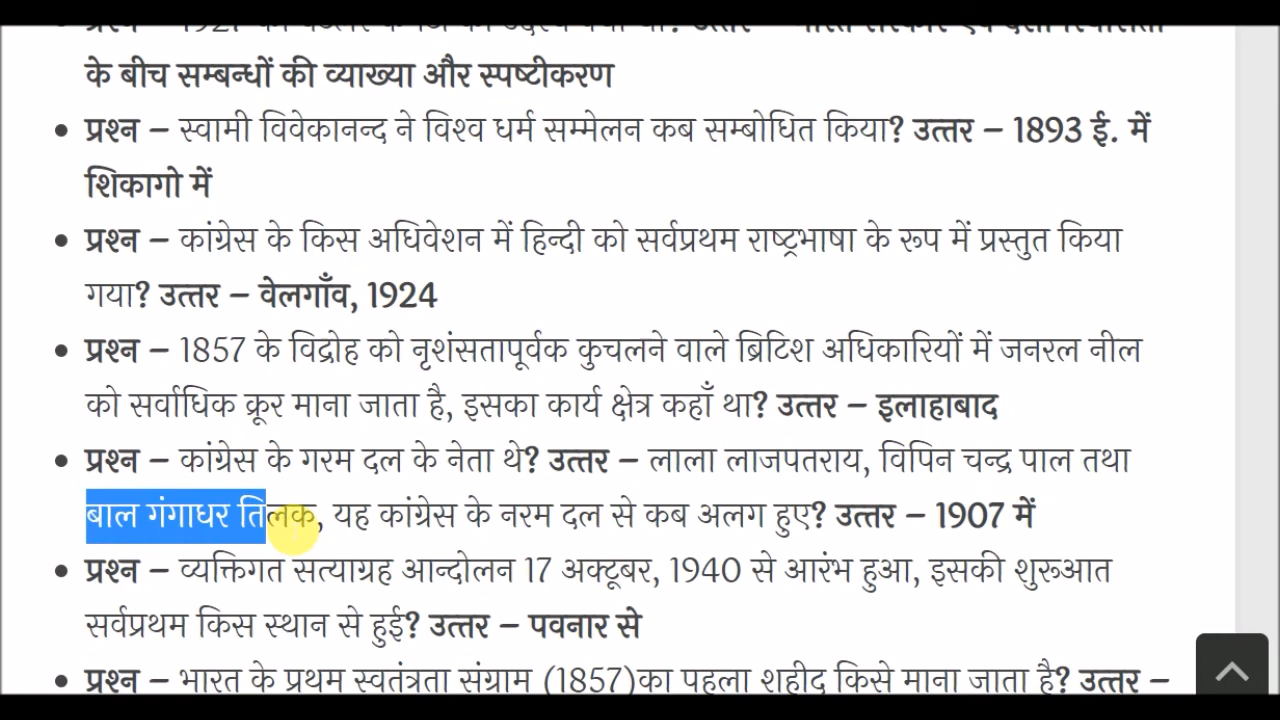 के बीच सम्बन्धों की व्याख्या और स्पष्टीकरण
• प्रश्न – स्वामी विवेकानन्द ने विश्व धर्म सम्मेलन कब सम्बोधित किया? उत्तर – 1893 ई. में
शिकागो में
• प्रश्न – कांग्रेस के किस अधिवेशन में हिन्दी को सर्वप्रथम राष्ट्रभाषा के रूप में प्रस्तुत किया
गया? उत्तर – वेलगाँव, 1924
• प्रश्न – 1857 के विद्रोह को नृशंसतापूर्वक कुचलने वाले ब्रिटिश अधिकारियों में जनरल नील
को सर्वाधिक क्रूर माना जाता है, इसका कार्य क्षेत्र कहाँ था? उत्तर – इलाहाबाद
• प्रश्न – कांग्रेस के गरम दल के नेता थे? उत्तर – लाला लाजपतराय, विपिन चन्द्र पाल तथा
बाल गंगाधर तिलक, यह कांग्रेस के नरम दल से कब अलग हुए? उत्तर – 1907 में
• प्रश्न – व्यक्तिगत सत्याग्रह आन्दोलन 17 अक्टूबर, 1940 से आरंभ हुआ, इसकी शुरूआत
सर्वप्रथम किस स्थान से हुई? उत्तर – पवनार से
• प्रश्न – भारत के प्रथम स्वतंत्रता संग्राम (1857)का पहला शहीद किसे माना जाता है? उत्तर –